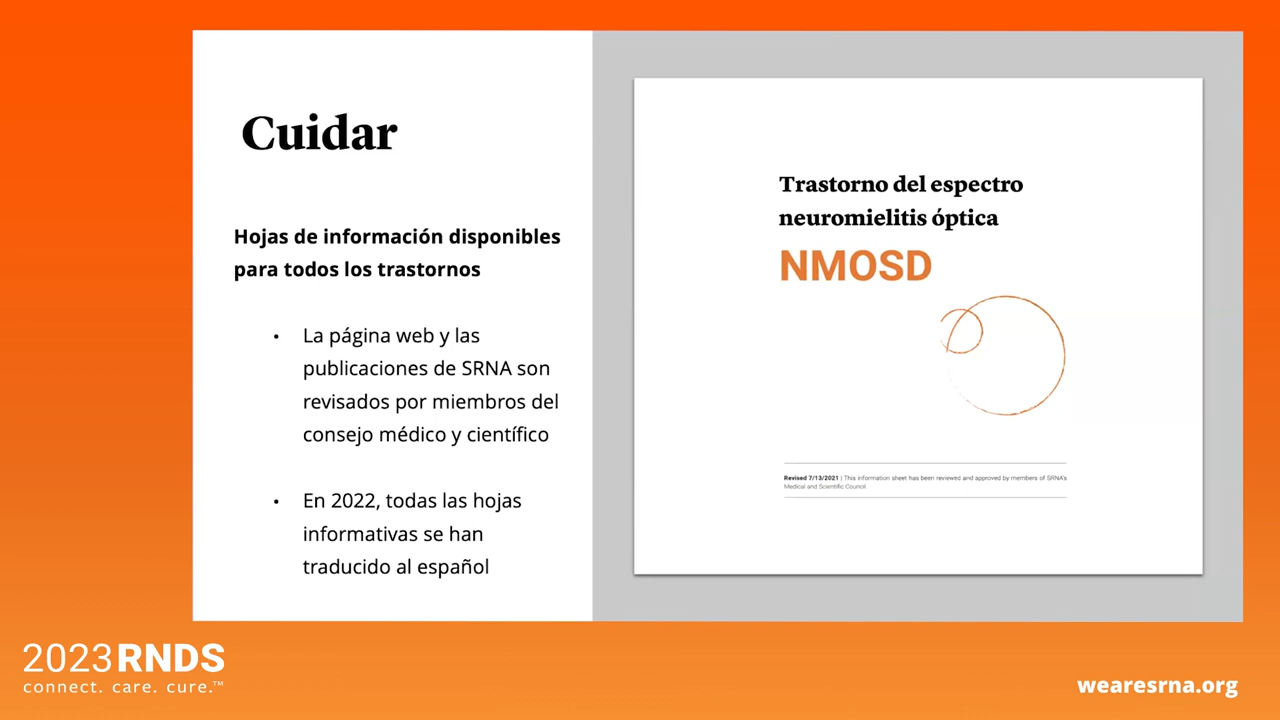 Cuidar
Hojas de información disponibles
para todos los trastornos
• La página web y las
publicaciones de SRNA son
revisados por miembros del
consejo médico y científico
• En 2022, todas las hojas
informativas se han
traducido al español
Trastorno del espectro
neuromielitis óptica
NMOSD
Revised 7/13/2021 | This information sheet has been reviewed and approved by members of SRNA's
Medical and Scientific Council
2023RNDS
connect. care. cure.™
wearesrna.org